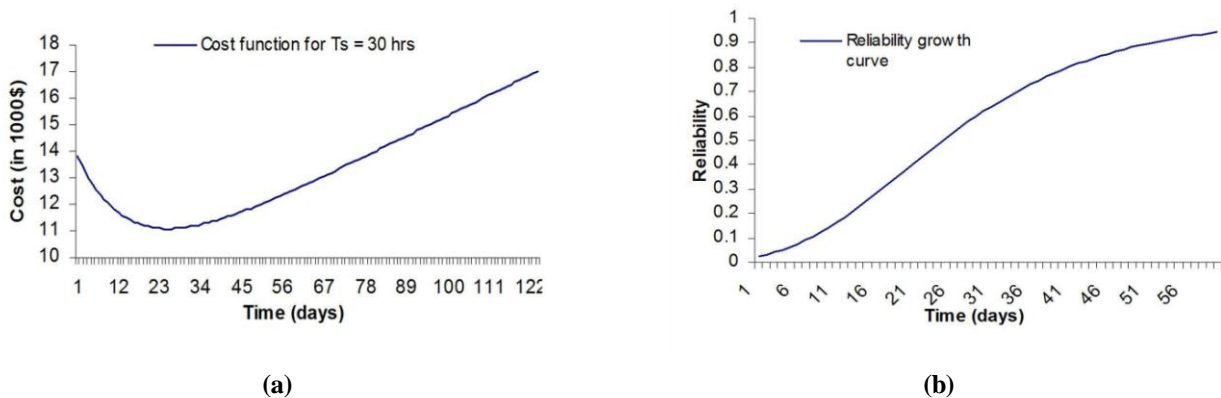 18
17
16
15
14
13
12
11
10
Cost (in 1000$)
Cost function for Ts = 30 hrs
1 12 23 34 45 56 67 78 89 100 111 122
Time (days)
(a)
1
0.9
0.8
0.7
0.6
0.5
0.4
0.3
0.2
0.1
0
Reliability
Reliability growth
curve
1 6 11 16 21 26 31 36 41 46 51 56
Time (days)
(b)